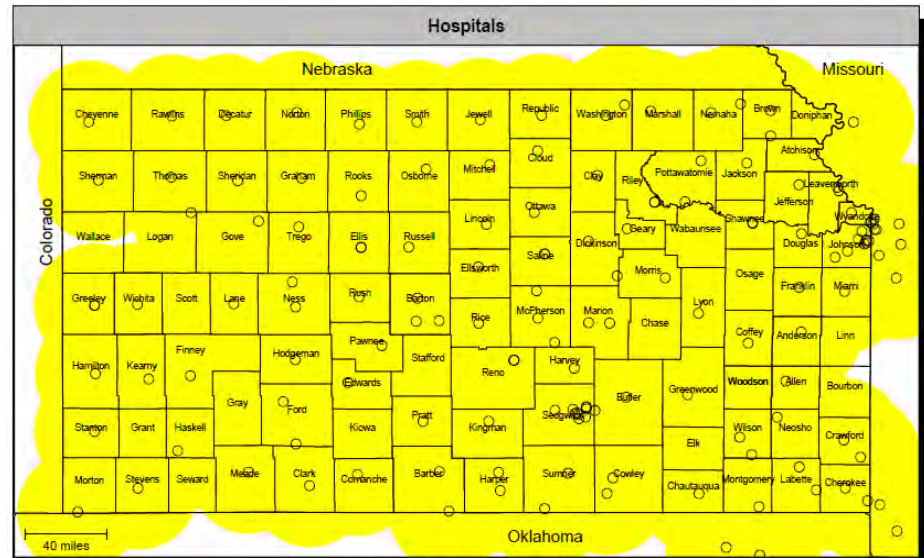 Hospitals
Nebraska
Missouri
Colorado
Cheyenne Rawlins Decatur Norton Phillips Smith Jewell Republic Washington Marshall Nemaha Brown Doniphan
Atchison
Sherman Thomas Sheridan Graham Rooks Osborne Mitchell Cloud Clay Riley Pottawatomie Jackson Jefferson Leavenworth
Wyandotte
Wallace Logan Gove Trego Ellis Russell Lincoln Ottawa Dickinson Geary Wabaunsee Shawnee Douglas Johnson
Ellsworth Saline Morris Osage Franklin Miami
Greeley Wichita Scott Lane Ness Rush Barton Rice McPherson Marion Chase Lyon Coffey Anderson Linn
Hamilton Kearny Finney Hodgeman Pawnee Stafford Reno Harvey
Gray Ford Edwards Butler Greenwood Woodson Allen Bourbon
Stanton Grant Haskell Kiowa Pratt Kingman Sedgwick Elk Wilson Neosho Crawford
Morton Stevens Seward Meade Clark Comanche Barber Harper Sumner Cowley Chautauqua Montgomery Labette Cherokee
40 miles
Oklahoma